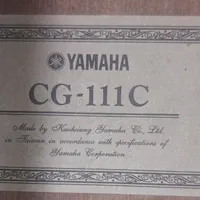 YAMAHA
CG-111C
Made by Kaohsiung Yamaha Co., Ltd.
in Taiwan in accordance with specifications of
Yamaha Corporation